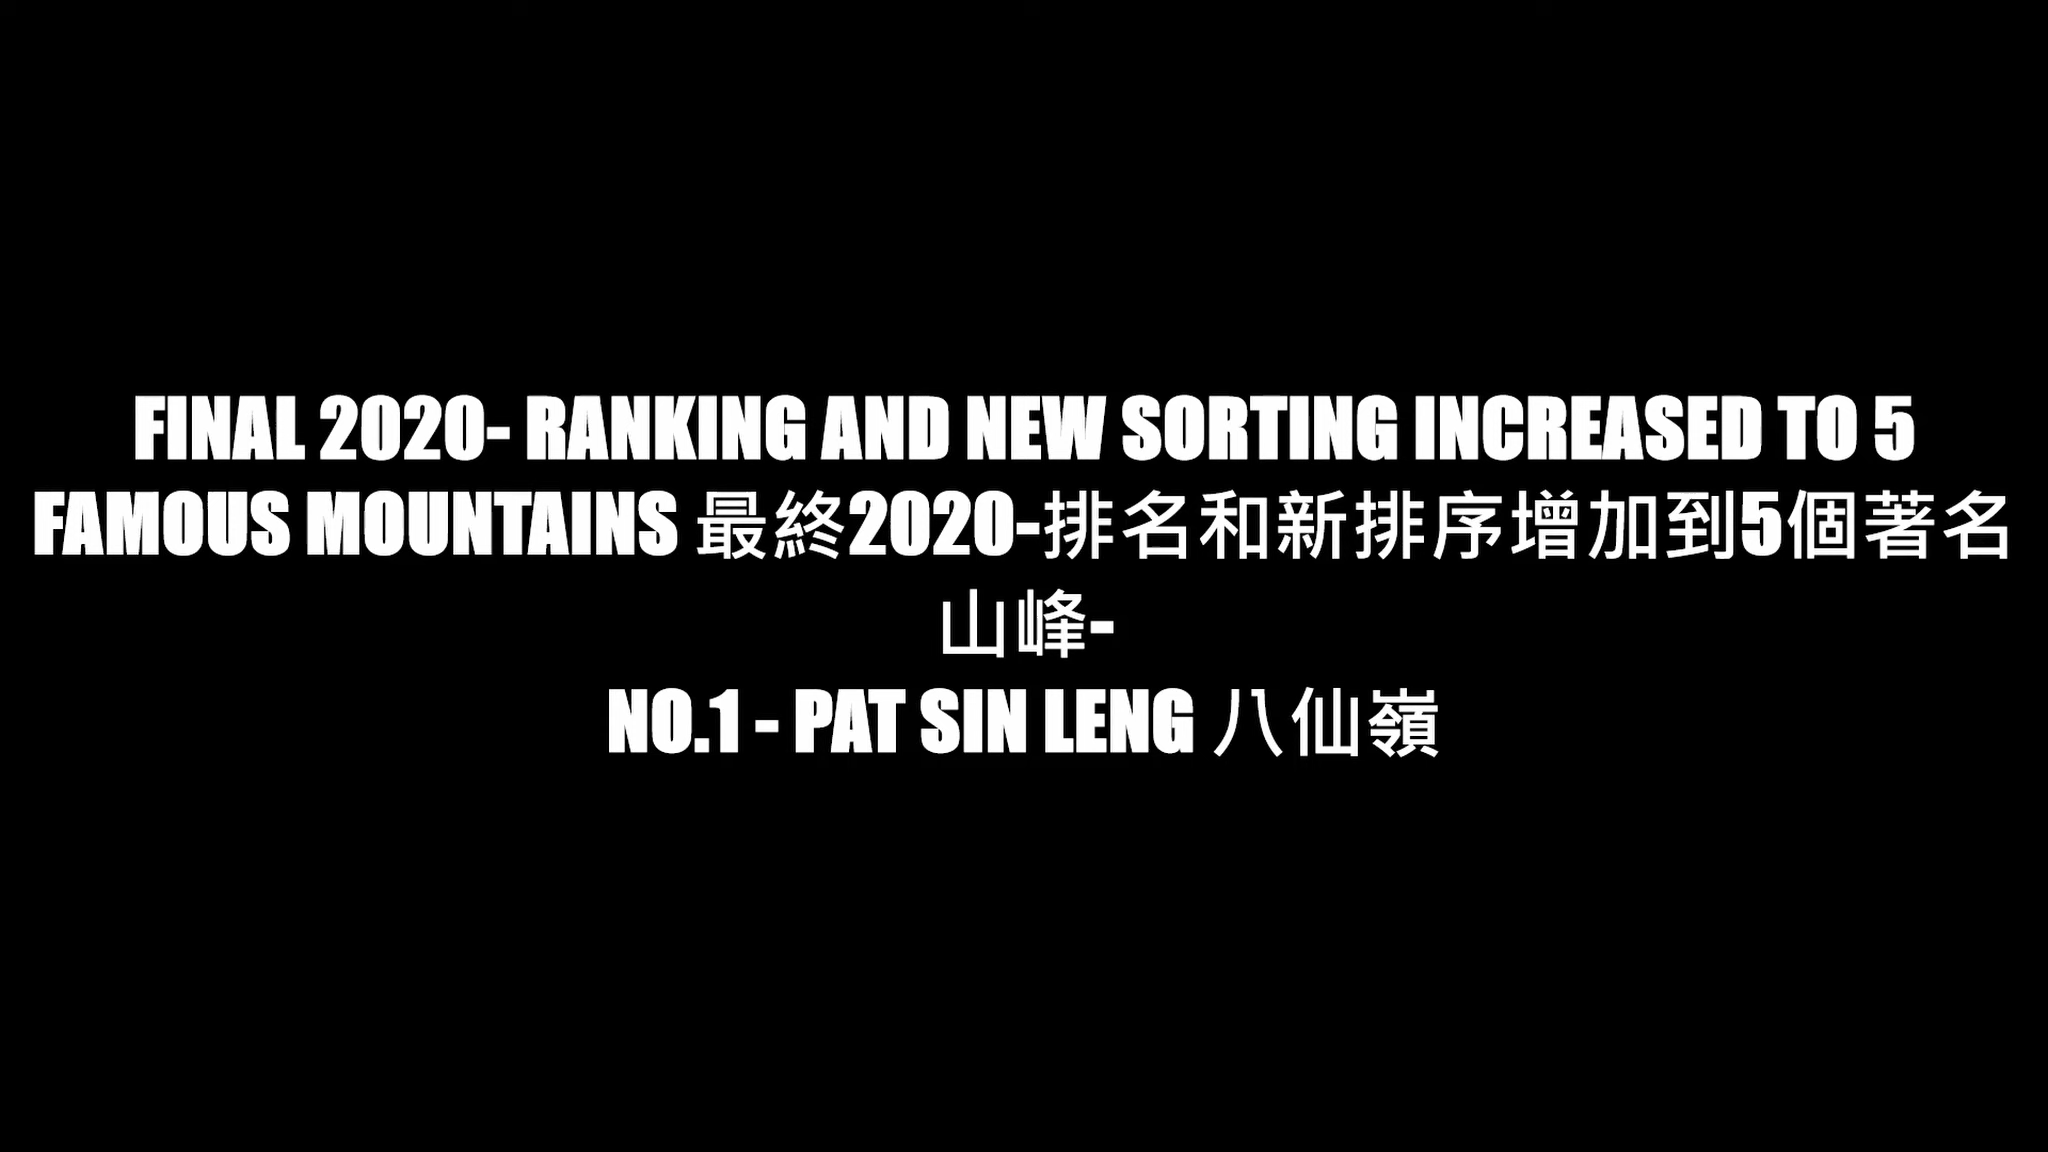 FINAL 2020- RANKING AND NEW SORTING INCREASED TO 5
FAMOUS MOUNTAINS 最終2020-排名和新排序增加到5個著名
山峰-
NO.1 - PAT SIN LENG 八仙嶺